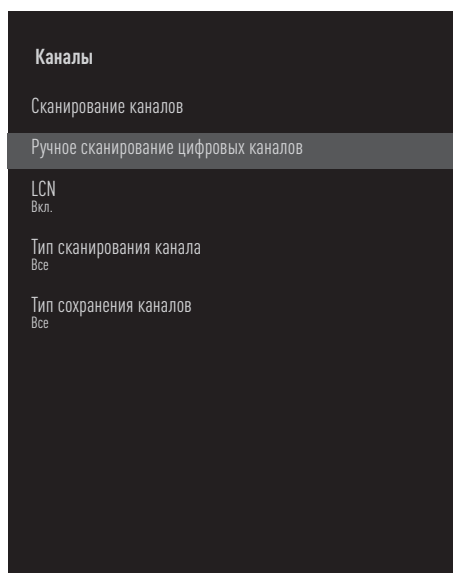 Каналы
Сканирование каналов
Ручное сканирование цифровых каналов
LCN
Вкл.
Тип сканирования канала
Все
Тип сохранения каналов
Все